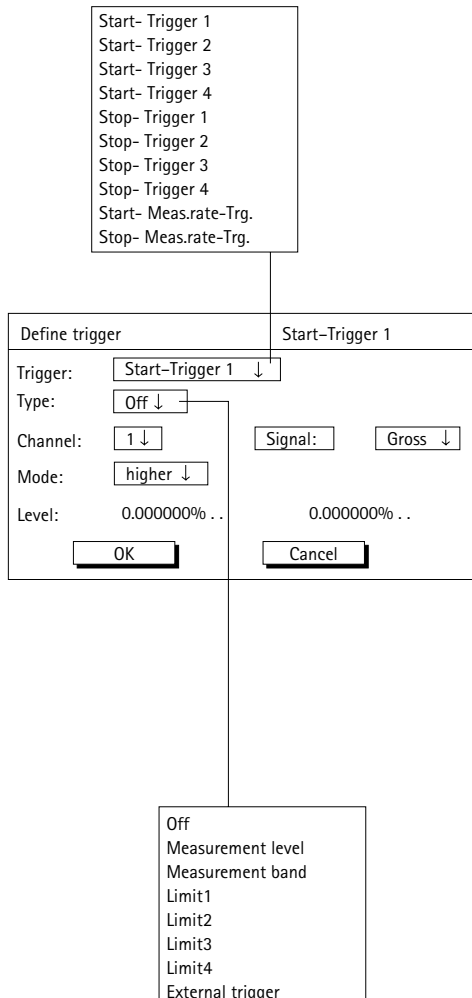 Start- Trigger 1
Start- Trigger 2
Start- Trigger 3
Start- Trigger 4
Stop- Trigger 1
Stop- Trigger 2
Stop- Trigger 3
Stop- Trigger 4
Start- Meas.rate-Trg.
Stop- Meas.rate-Trg.
Define trigger Start–Trigger 1
Trigger: Start–Trigger 1 ↓
Type: Off ↓
Channel: 1 ↓ Signal: Gross ↓
Mode: higher ↓
Level: 0.000000% . . 0.000000% . .
OK Cancel
Off
Measurement level
Measurement band
Limit1
Limit2
Limit3
Limit4
External trigger